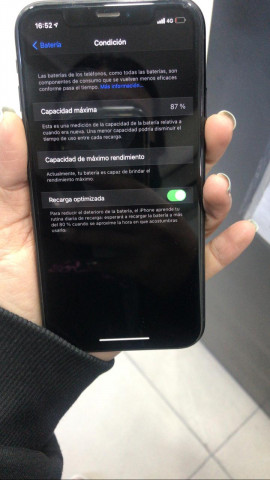 16:52
4G
Batería
Condición
Las baterías de los teléfonos, como todas las baterías, son
componentes de consumo que se vuelven menos eficaces
conforme pasa el tiempo. Más información...
Capacidad máxima 87 %
Esta es una medición de la capacidad de la batería relativa a
cuando era nueva. Una menor capacidad podría disminuir el
tiempo de uso entre cada recarga.
Capacidad de máximo rendimiento
Actualmente, tu batería es capaz de brindar el
rendimiento máximo.
Recarga optimizada
Para reducir el deterioro de la batería, el iPhone aprende tu
rutina diaria de recarga: esperará a recargar la batería a más
del 80 % cuando se aproxime la hora en que acostumbras
usarlo.